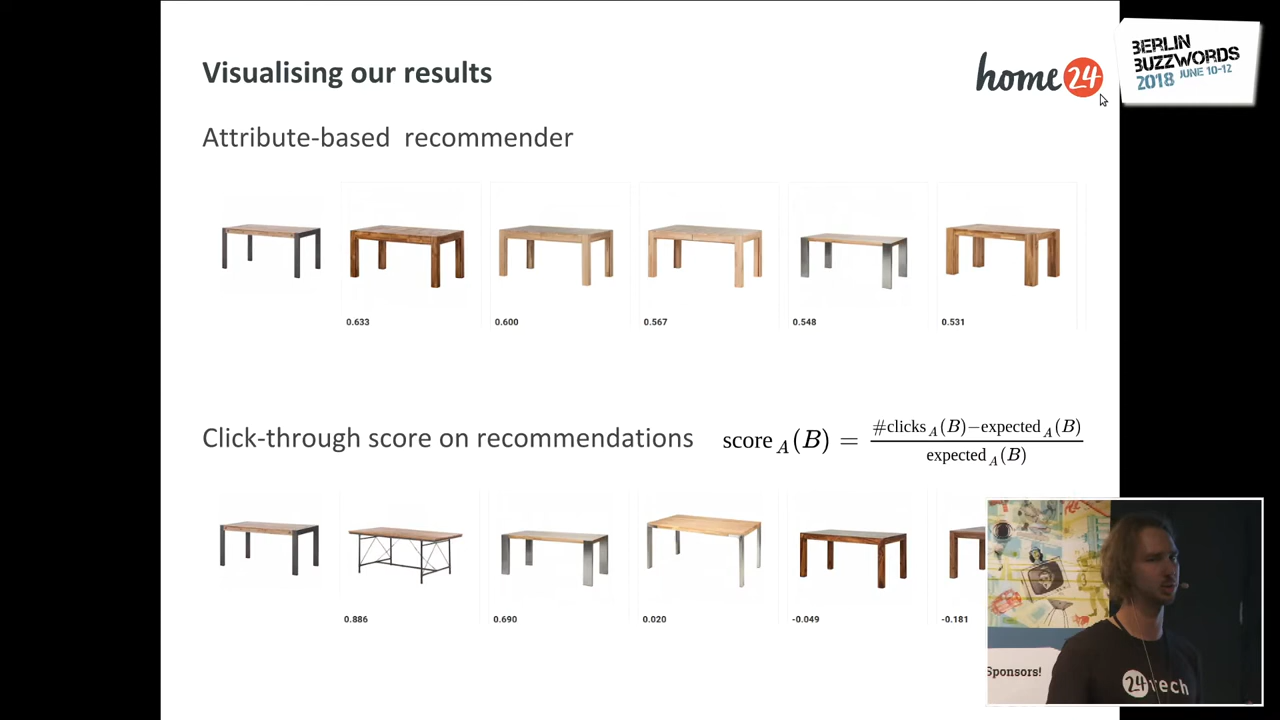 Visualising our results
home24
BERLIN
BUZZWORDS
2018 JUNE 10-12
Attribute-based recommender
0.633 0.600 0.567 0.548 0.531
Click-through score on recommendations
score_A(B) = (#clicks_A(B)−expected_A(B)) / expected_A(B)
0.886 0.690 0.020 -0.049 -0.181
Sponsors!
24tech